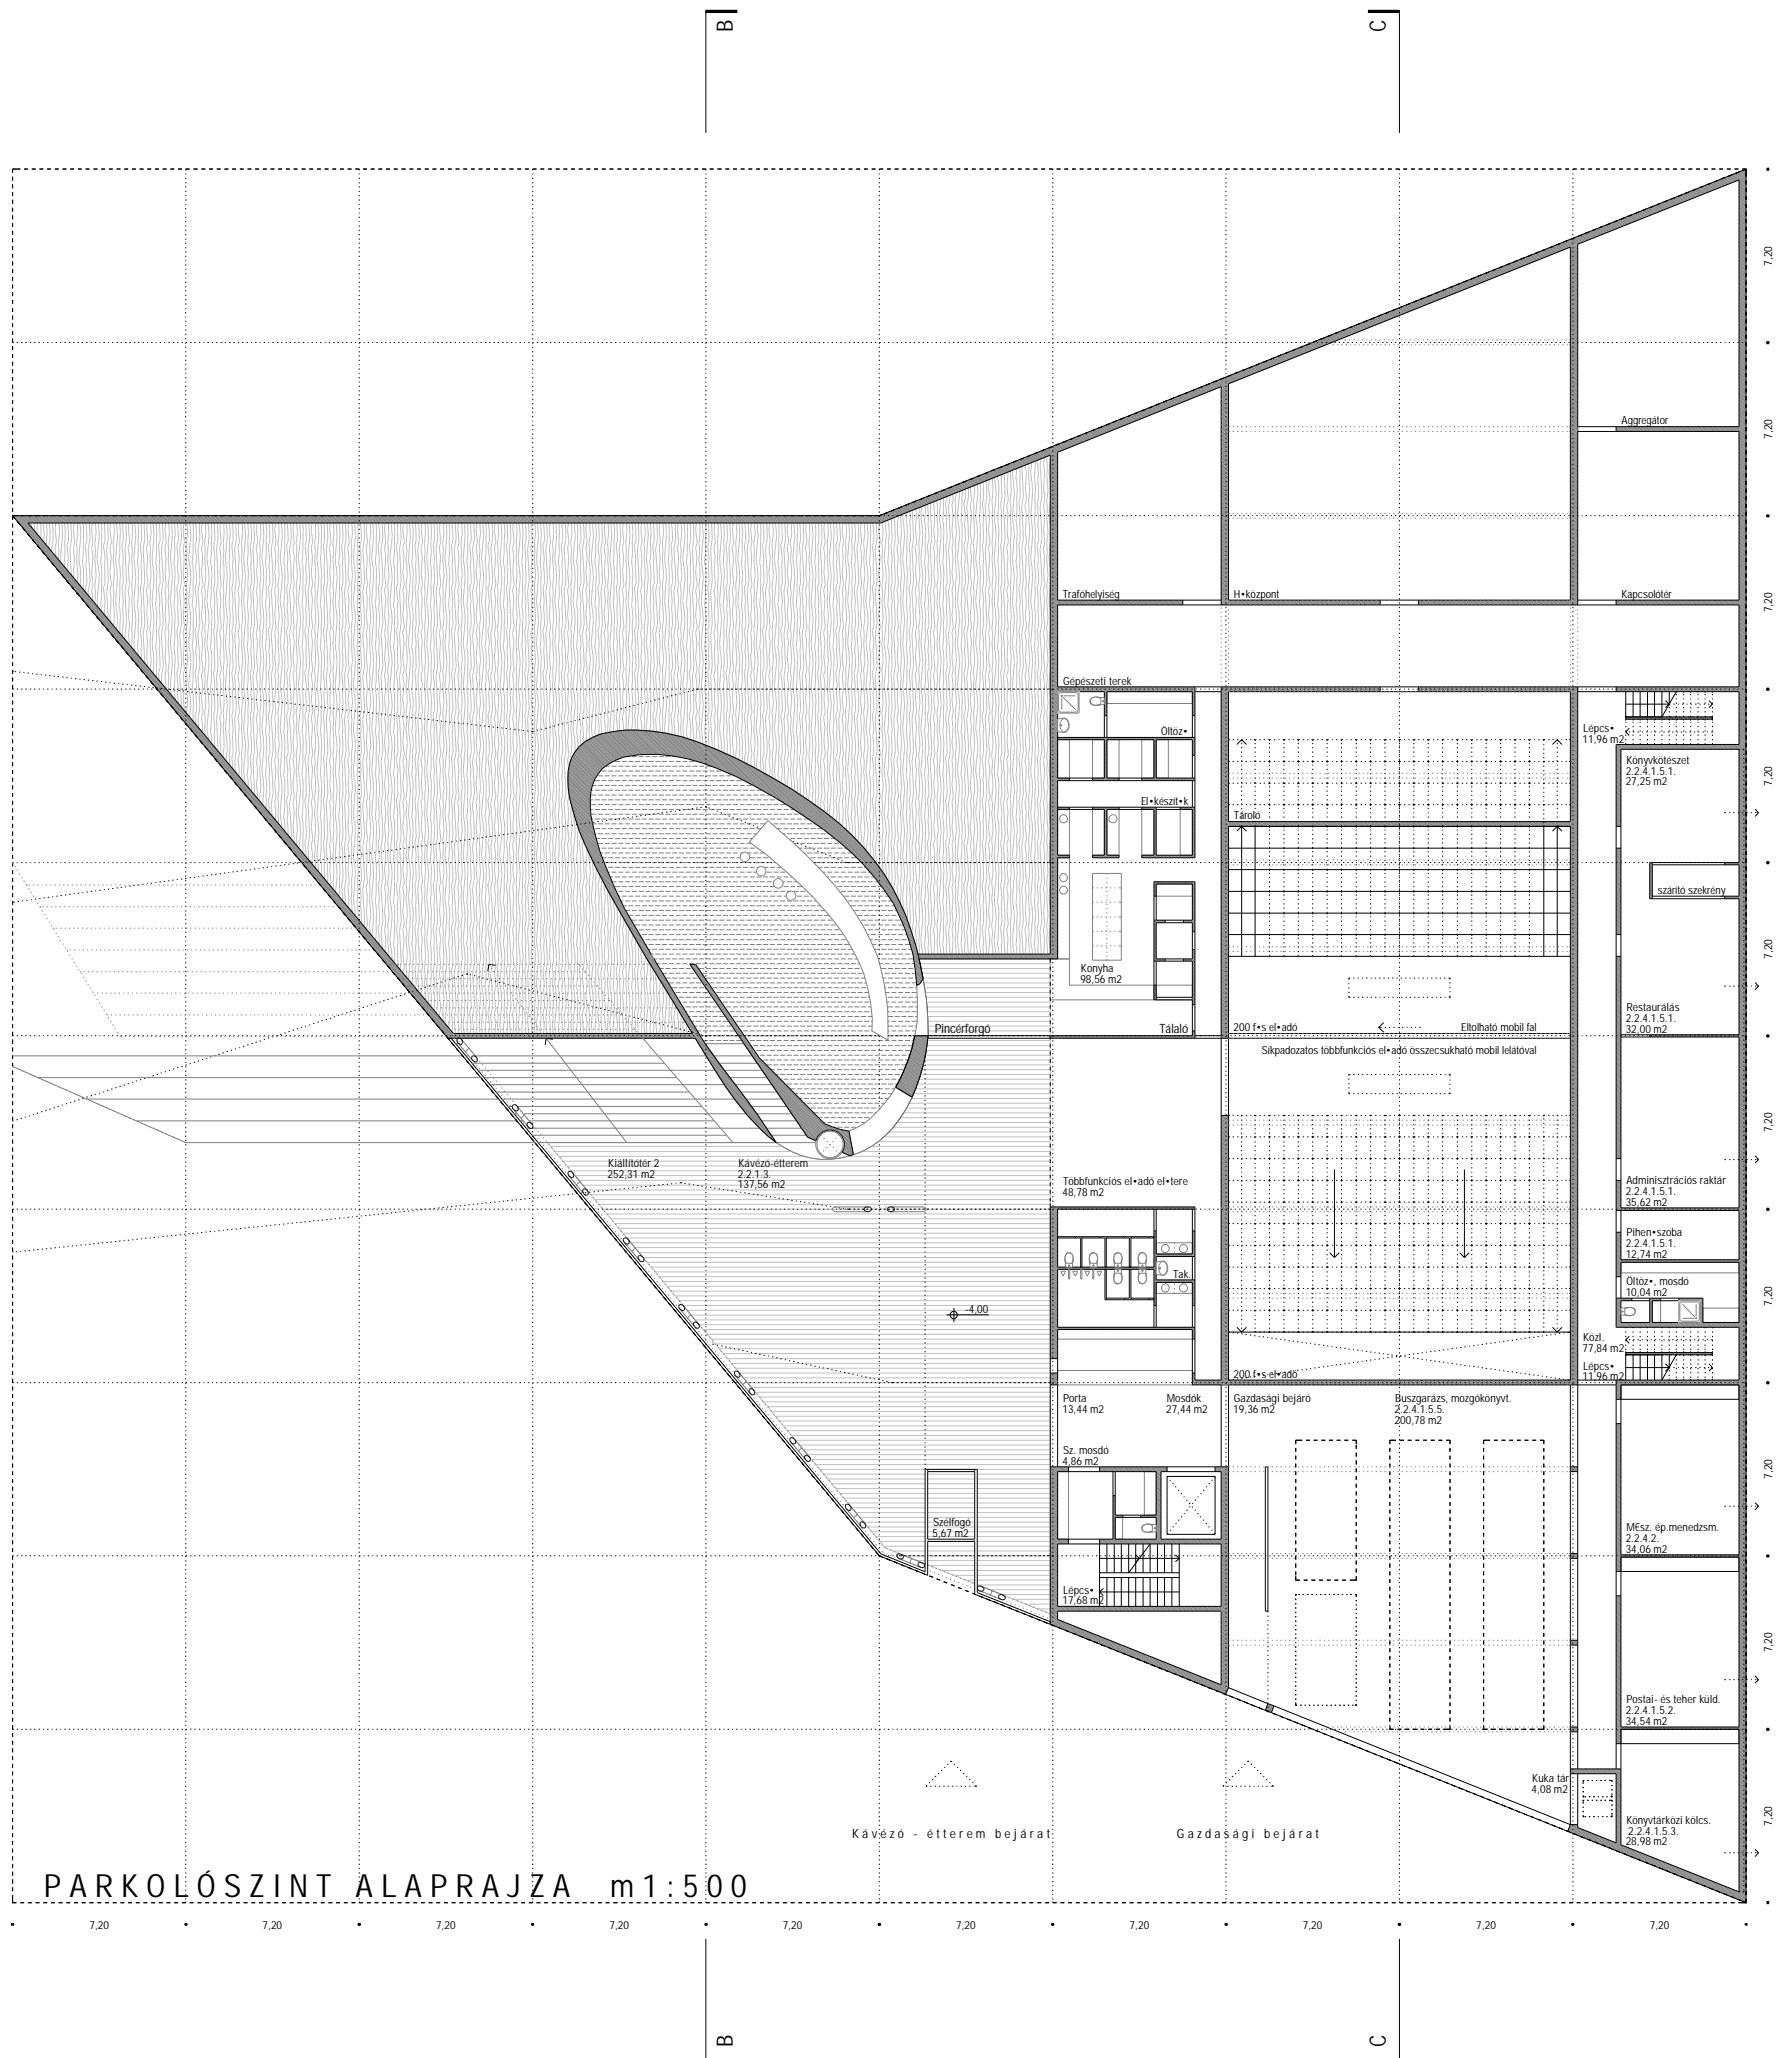 B
C
7,20
7,20
Aggregátor
7,20
Trafóhelyiség
H•központ
Kapcsolótér
7,20
Gépészeti terek
Öltöz•
Lépcs•
11,96 m2
Könyvkötészet
2.2.4.1.5.1.
27,25 m2
El•készít•k
Tároló
szárító szekrény
Konyha
98,56 m2
Pincérforgó
Tálaló
200 f•s el•adó
Eltolható mobil fal
Restaurálás
2.2.4.1.5.1.
32,00 m2
Síkpadozatos többfunkciós el•adó összecsukható mobil lelátóval
7,20
7,20
7,20
Kiállítótér 2
252,31 m2
Kávézó-étterem
2.2.1.3.
137,56 m2
Többfunkciós el•adó el•tere
48,78 m2
Adminisztrációs raktár
2.2.4.1.5.1.
35,62 m2
Pihen•szoba
2.2.4.1.5.1.
12,74 m2
Tak.
Öltöz•, mosdó
10,04 m2
7,20
-4,00
Közl.
77,84 m2
Lépcs•
11,96 m2
200 f•s el•adó
Porta
13,44 m2
Mosdók
27,44 m2
Gazdasági bejáró
19,36 m2
Buszgarázs, mozgókönyvt.
2.2.4.1.5.5.
200,78 m2
Sz. mosdó
4,86 m2
7,20
Szélfogó
5,67 m2
M€sz. ép.menedzsm.
2.2.4.2.
34,06 m2
Lépcs•
17,68 m2
7,20
Postai- és teher küld.
2.2.4.1.5.2.
34,54 m2
Kuka tár
4,08 m2
Könyvtárközi kölcs.
2.2.4.1.5.3.
28,98 m2
7,20
Kávézó - étterem bejárat
Gazdasági bejárat
PARKOLÓSZINT ALAPRAJZA m1:500
7,20 7,20 7,20 7,20 7,20 7,20 7,20 7,20 7,20 7,20
B
C